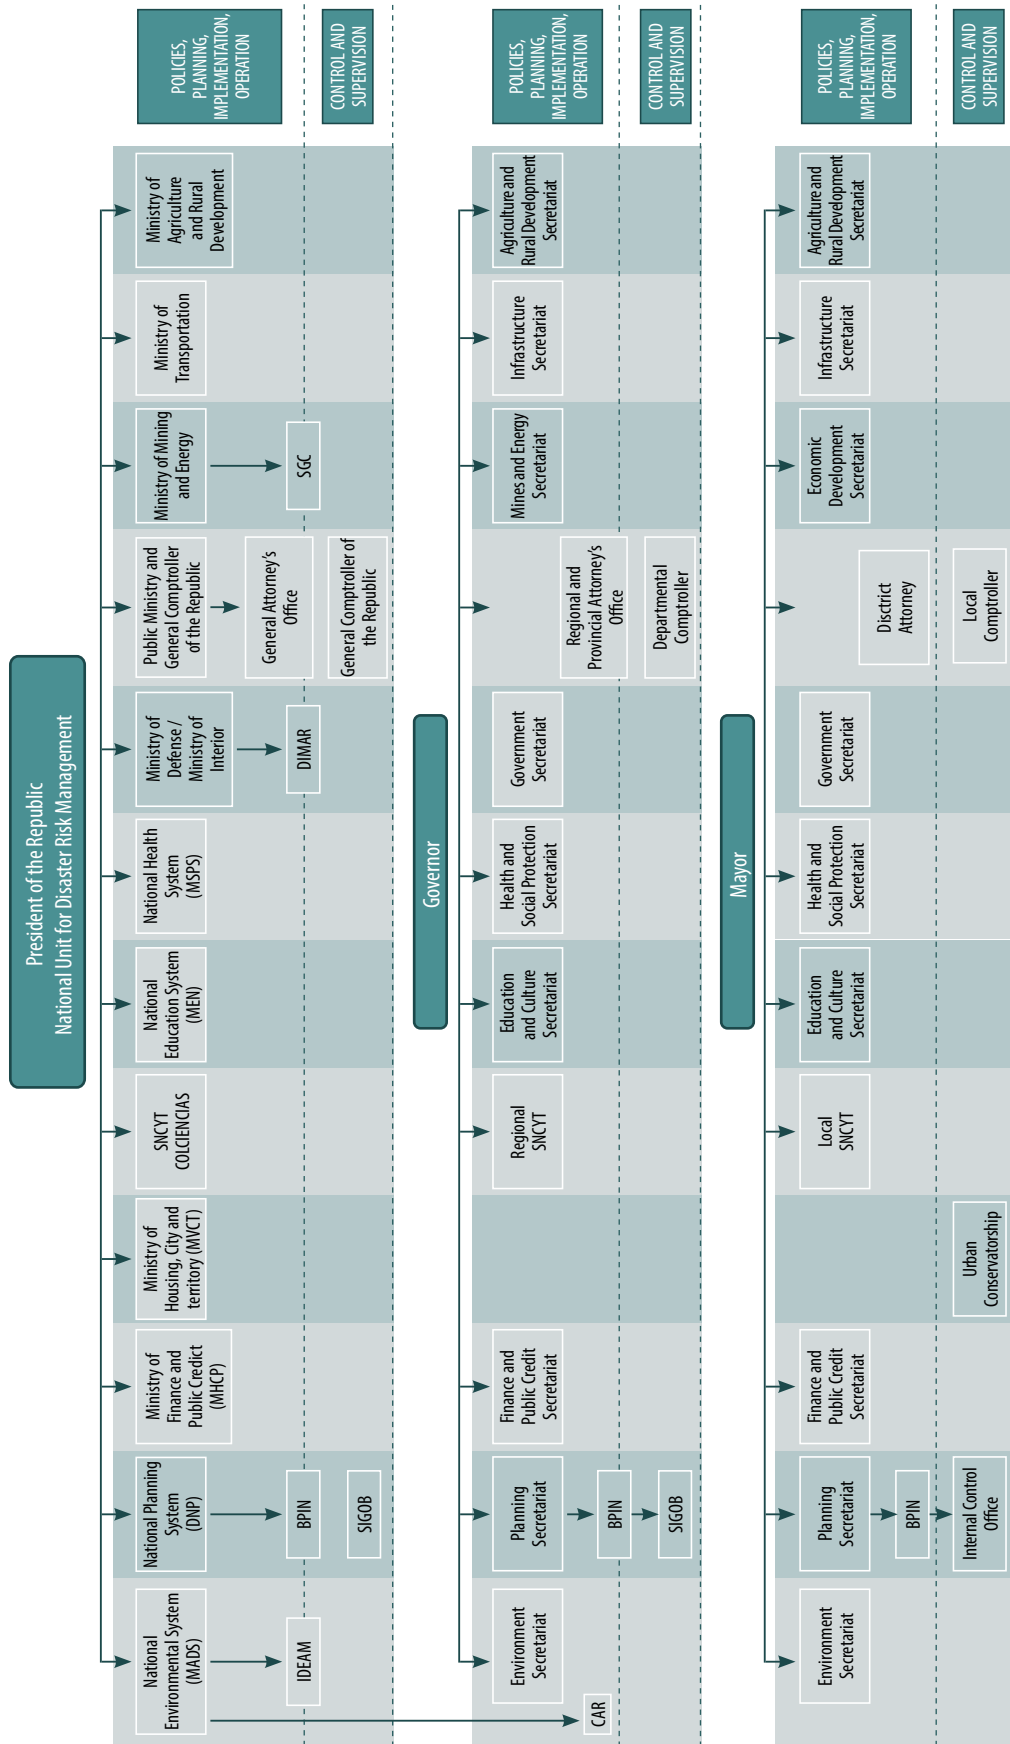 President of the Republic
National Unit for Disaster Risk Management
National
Environmental System
(MADS)
National Planning
System
(DNP)
Ministry of
Finance and
Public Credict
(MHCP)
Ministry of
Housing, City and
territory (MVCT)
SNCYT
COLCIENCIAS
National
Education System
(MEN)
National Health
System
(MSPS)
Ministry of
Defense /
Ministry of
Interior
Public Ministry and
General Comptroller
of the Republic
Ministry of Mining
and Energy
Ministry of
Transportation
Ministry of
Agriculture
and Rural
Development
POLICIES,
PLANNING,
IMPLEMENTATION,
OPERATION
IDEAM
BPIN
DIMAR
General Attorney's
Office
SGC
SIGOB
General Comptroller of
the Republic
CONTROL AND
SUPERVISION
Governor
Environment
Secretariat
Planning
Secretariat
Finance and
Public Credit
Secretariat
Regional
SNCYT
Education
and Culture
Secretariat
Health and
Social Protection
Secretariat
Government
Secretariat
Mines and Energy
Secretariat
Infrastructure
Secretariat
Agriculture and
Rural Development
Secretariat
POLICIES,
PLANNING,
IMPLEMENTATION,
OPERATION
CAR
BPIN
Regional and
Provincial Attorney's
Office
SIGOB
Departmental
Comptroller
CONTROL AND
SUPERVISION
Mayor
Environment
Secretariat
Planning
Secretariat
Finance and
Public Credit
Secretariat
Local
SNCYT
Education
and Culture
Secretariat
Health and
Social Protection
Secretariat
Government
Secretariat
Economic
Development
Secretariat
Infrastructure
Secretariat
Agriculture and
Rural Development
Secretariat
POLICIES,
PLANNING,
IMPLEMENTATION,
OPERATION
BPIN
Disctrict
Attorney
Internal Control
Office
Urban
Conservatorship
Local
Comptroller
CONTROL AND
SUPERVISION